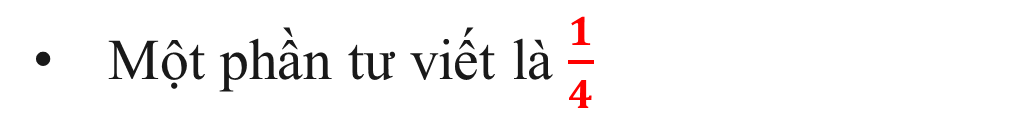 • Một phần tư viết là 1/4